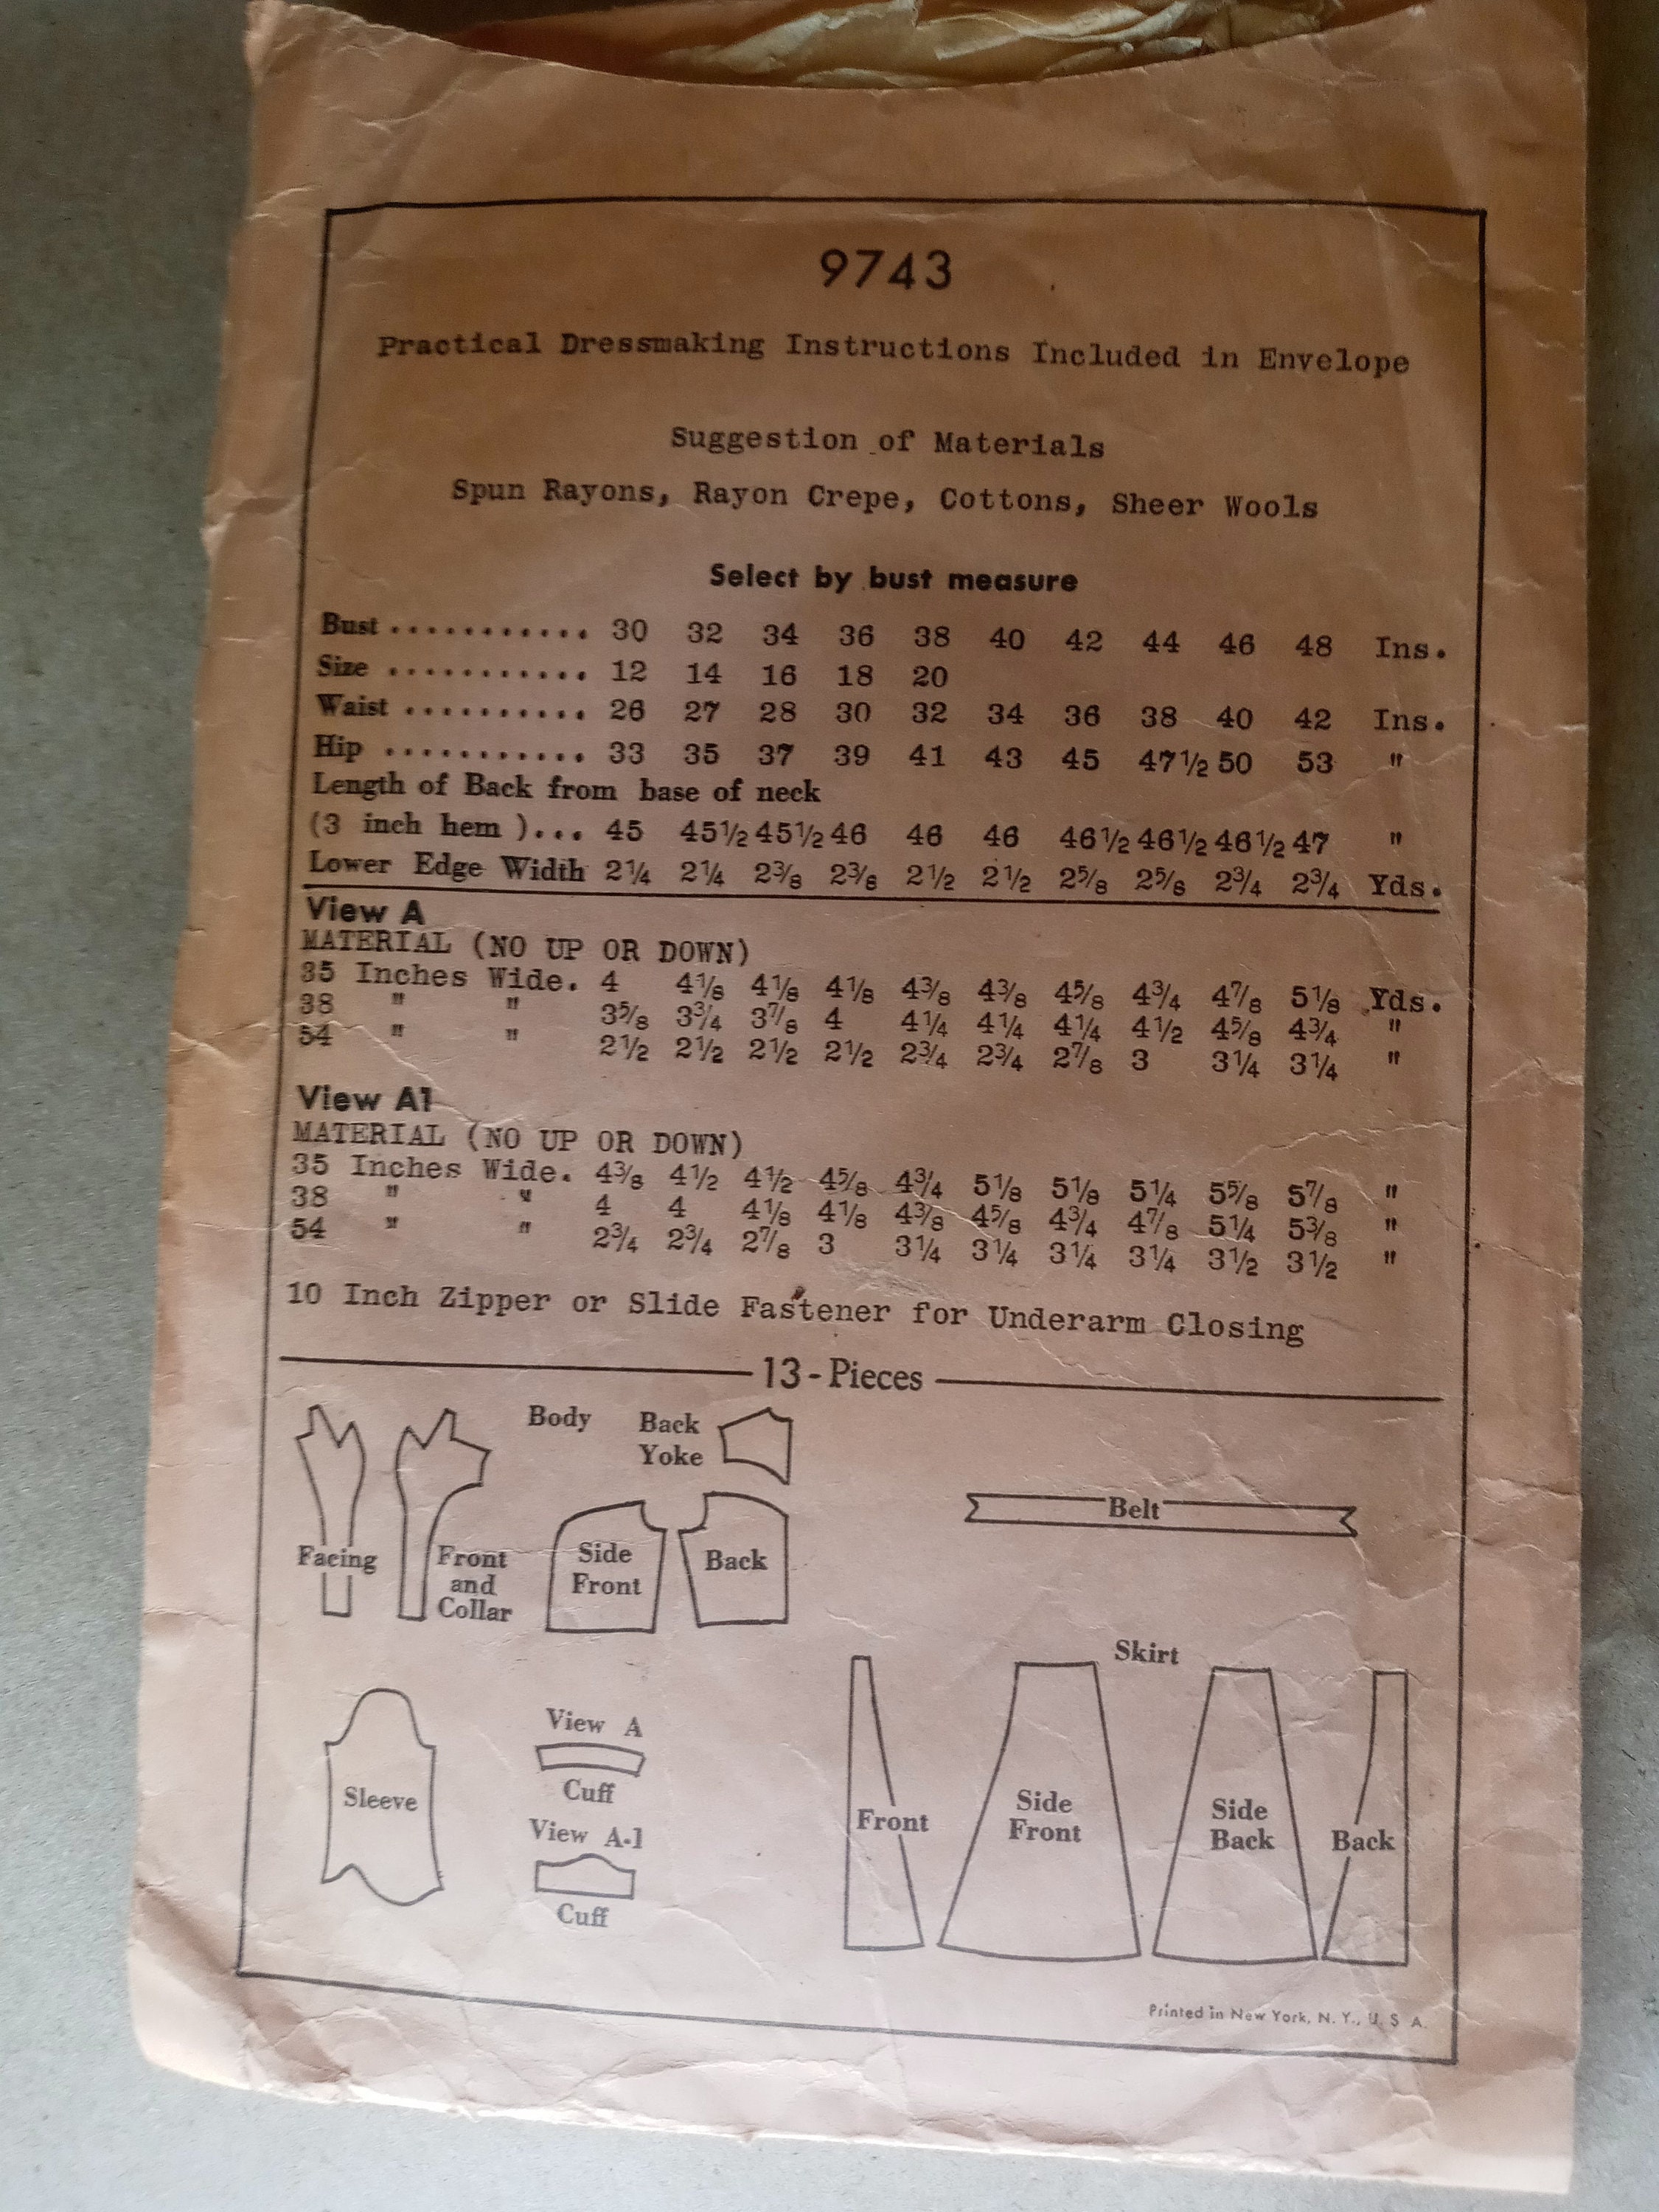 9743
Practical Dressmaking Instructions Included in Envelope
Suggestion of Materials
Spun Rayons, Rayon Crepe, Cottons, Sheer Wools
Select by bust measure
Bust ........... 30 32 34 36 38 40 42 44 46 48 Ins.
Size ........... 12 14 16 18 20
Waist .......... 26 27 28 30 32 34 36 38 40 42 Ins.
Hip ........... 33 35 37 39 41 43 45 47½ 50 53 "
Length of Back from base of neck
(3 inch hem )... 45 45½ 45½ 46 46 46 46½ 46½ 46½ 47 "
Lower Edge Width 2¼ 2¼ 2⅜ 2⅜ 2½ 2½ 2⅝ 2⅝ 2¾ 2¾ Yds.
View A
MATERIAL (NO UP OR DOWN)
35 Inches Wide. 4 4⅛ 4⅛ 4⅛ 4⅜ 4⅜ 4⅝ 4¾ 4⅞ 5⅛ Yds.
38 " " 3⅝ 3¾ 3⅞ 4 4¼ 4¼ 4¼ 4½ 4⅝ 4¾ "
54 " " 2½ 2½ 2½ 2½ 2¾ 2¾ 2⅞ 3 3¼ 3¼ "
View A1
MATERIAL (NO UP OR DOWN)
35 Inches Wide. 4⅜ 4½ 4½ 4⅝ 4¾ 5⅛ 5⅛ 5¼ 5⅝ 5⅞ "
38 " " 4 4 4⅛ 4⅛ 4⅜ 4⅝ 4¾ 4⅞ 5¼ 5⅜ "
54 " " 2¾ 2¾ 2⅞ 3 3¼ 3¼ 3¼ 3¼ 3½ 3½ "
10 Inch Zipper or Slide Fastener for Underarm Closing
13-Pieces
Body
Back
Yoke
Facing
Front
and
Collar
Side
Front
Back
Belt
Sleeve
View A
Cuff
View A-1
Cuff
Skirt
Front
Side
Front
Side
Back
Back
Printed in New York, N. Y., U. S A.